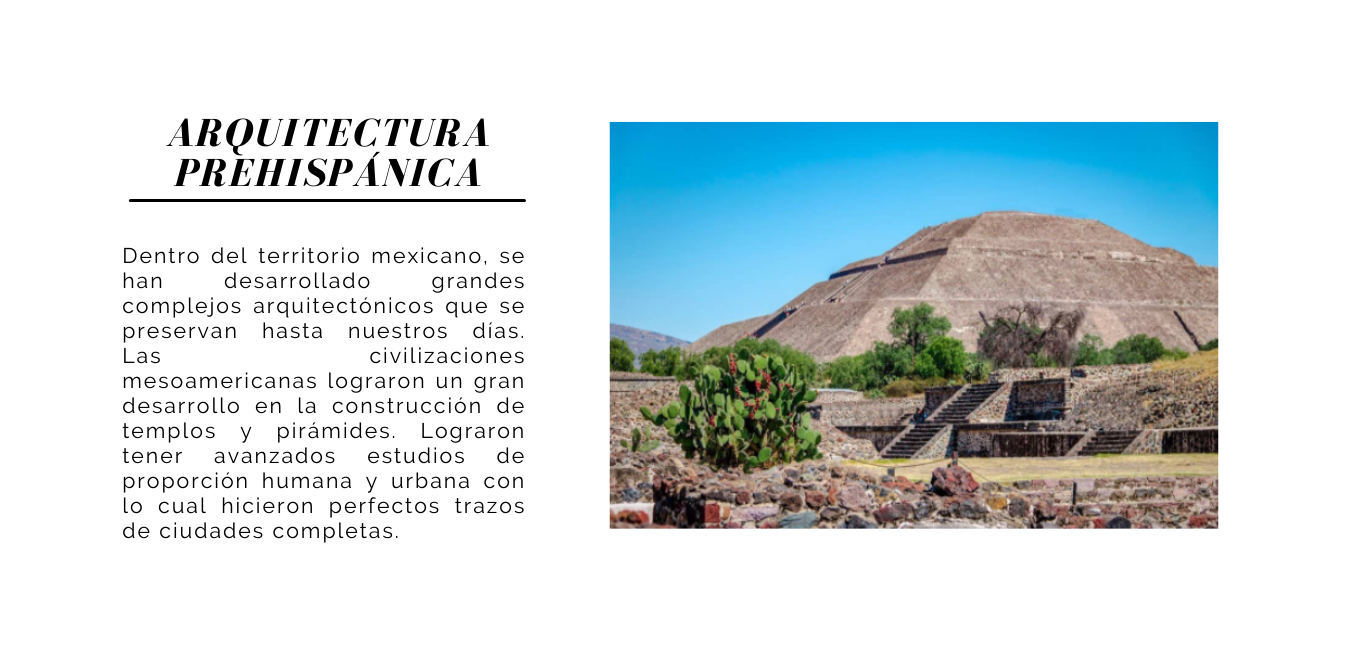 ARQUITECTURA
PREHISPÁNICA
Dentro del territorio mexicano, se
han desarrollado grandes
complejos arquitectónicos que se
preservan hasta nuestros días.
Las civilizaciones
mesoamericanas lograron un gran
desarrollo en la construcción de
templos y pirámides. Lograron
tener avanzados estudios de
proporción humana y urbana con
lo cual hicieron perfectos trazos
de ciudades completas.